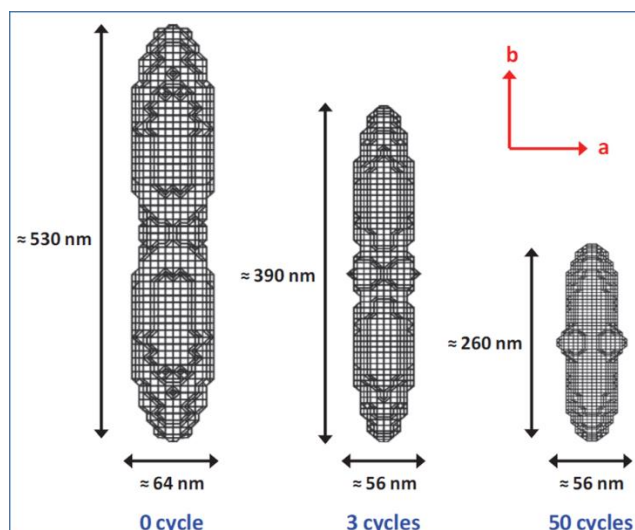 b
a
≈ 530 nm
≈ 390 nm
≈ 260 nm
≈ 64 nm
≈ 56 nm
≈ 56 nm
0 cycle
3 cycles
50 cycles